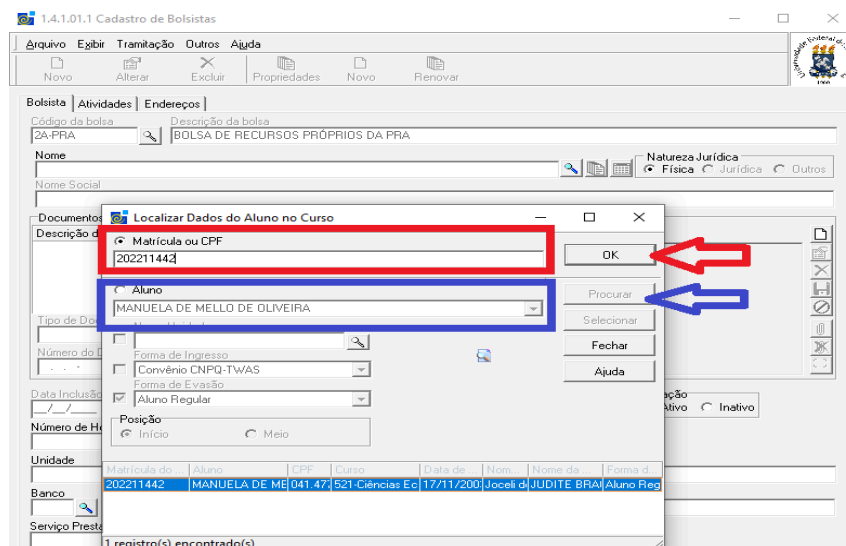 1.4.1.01.1 Cadastro de Bolsistas
Arquivo Exibir Tramitação Outros Ajuda
Novo Alterar Excluir Propriedades Novo Renovar
Bolsista Atividades Endereços
Código da bolsa Descrição da bolsa
2A-PRA BOLSA DE RECURSOS PRÓPRIOS DA PRA
Nome Natureza Jurídica
Física Jurídica Outros
Nome Social
Documentos Localizar Dados do Aluno no Curso
Descrição d
Matrícula ou CPF
202211442 OK
Aluno Procurar
MANUELA DE MELLO DE OLIVEIRA
Tipo de Do Selecionar
Número do D Fechar
Forma de Ingresso
Convênio CNPQ-TWAS Ajuda
Forma de Evasão
Data Inclusão Aluno Regular ação
__/__/____ Ativo Inativo
Posição
Número de Início Meio
Unidade
Matrícula do ... Aluno CPF Curso Data de ... Nom... Nome da ... Forma d...
202211442 MANUELA DE ME 041.47 521-Ciências Ec 17/11/200 Joceli d JUDITE BRA Aluno Reg
Banco
Serviço Prest
1 registro(s) encontrado(s)